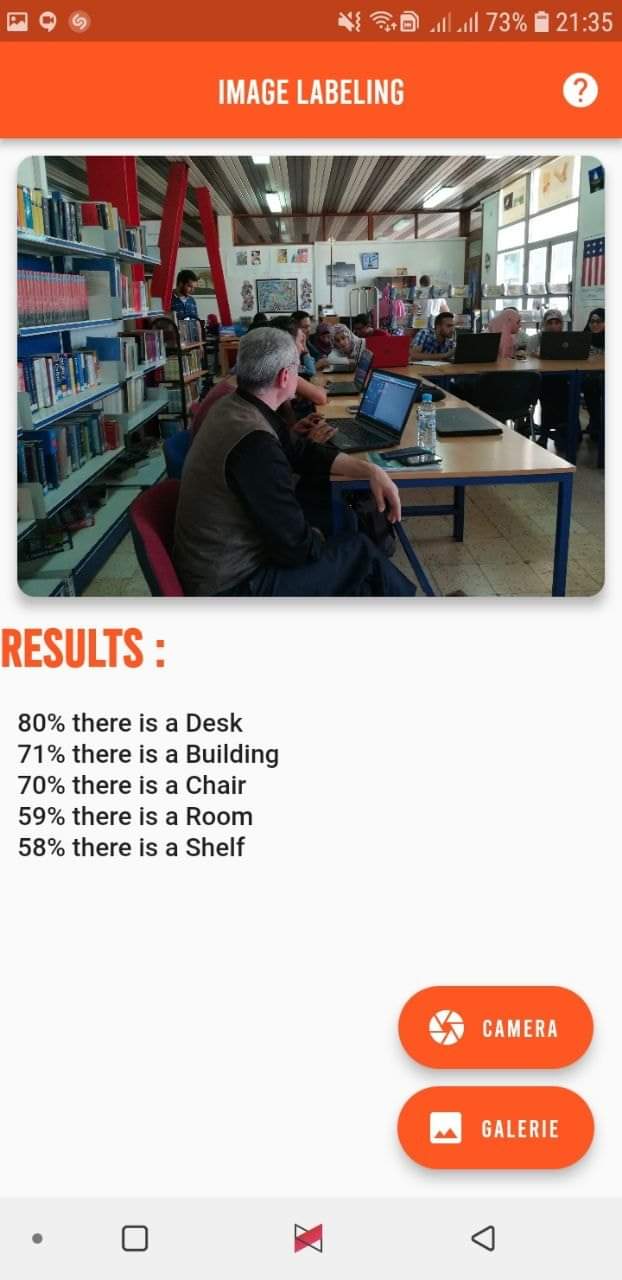 73% 21:35
IMAGE LABELING
RESULTS :
80% there is a Desk
71% there is a Building
70% there is a Chair
59% there is a Room
58% there is a Shelf
CAMERA
GALERIE